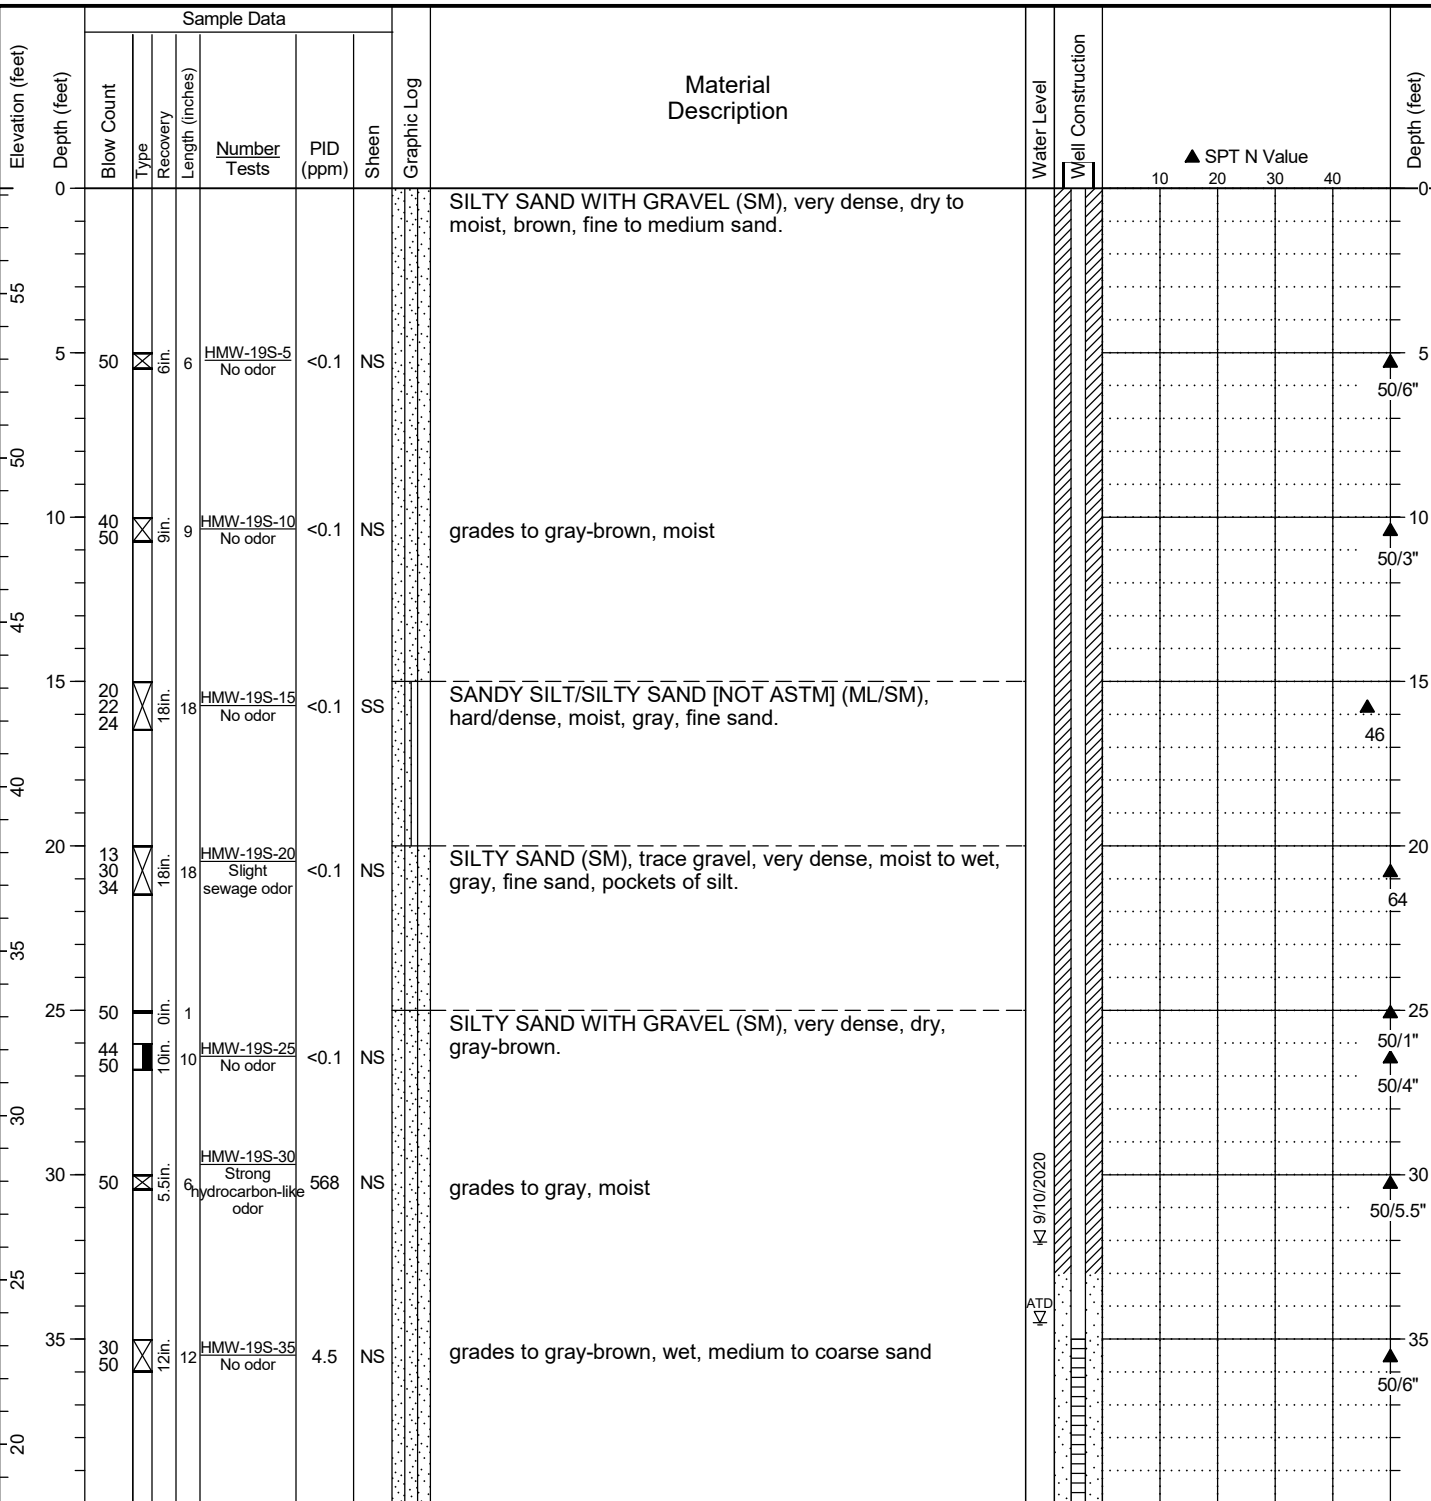 Sample Data
Elevation (feet)
Depth (feet)
Blow Count
Type
Recovery
Length (inches)
Number
Tests
PID
(ppm)
Sheen
Graphic Log
Material
Description
Water Level
Well Construction
▲ SPT N Value
10 20 30 40
Depth (feet)
0
SILTY SAND WITH GRAVEL (SM), very dense, dry to
moist, brown, fine to medium sand.
0
55
5
50
6in.
6
HMW-19S-5
No odor
<0.1
NS
5
50/6"
50
10
40
50
9in.
9
HMW-19S-10
No odor
<0.1
NS
grades to gray-brown, moist
10
50/3"
45
15
20
22
24
18in.
18
HMW-19S-15
No odor
<0.1
SS
SANDY SILT/SILTY SAND [NOT ASTM] (ML/SM),
hard/dense, moist, gray, fine sand.
15
46
40
20
13
30
34
18in.
18
HMW-19S-20
Slight
sewage odor
<0.1
NS
SILTY SAND (SM), trace gravel, very dense, moist to wet,
gray, fine sand, pockets of silt.
20
64
35
25
50
0in.
1
SILTY SAND WITH GRAVEL (SM), very dense, dry,
gray-brown.
25
50/1"
44
50
10in.
10
HMW-19S-25
No odor
<0.1
NS
50/4"
30
30
50
5.5in.
6
HMW-19S-30
Strong
hydrocarbon-like
odor
568
NS
grades to gray, moist
9/10/2020
30
50/5.5"
25
ATD
35
30
50
12in.
12
HMW-19S-35
No odor
4.5
NS
grades to gray-brown, wet, medium to coarse sand
35
50/6"
20